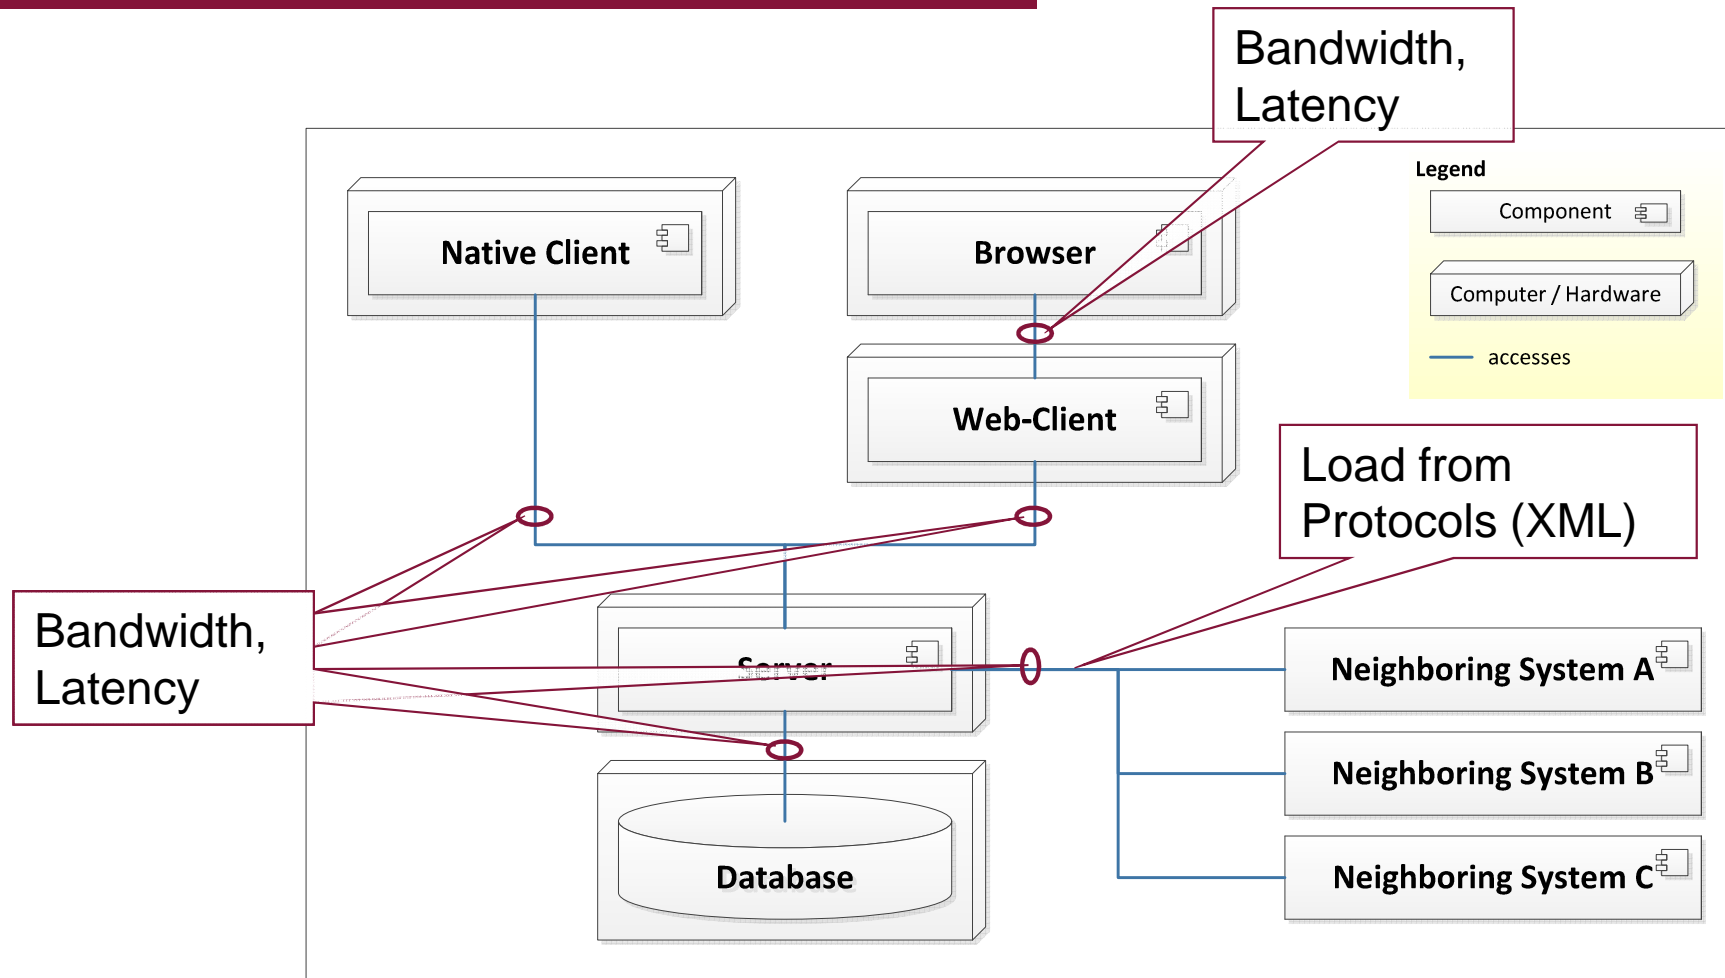 Bandwidth,
Latency
Legend
Component
Computer / Hardware
accesses
Native Client
Browser
Web-Client
Load from
Protocols (XML)
Bandwidth,
Latency
Server
Neighboring System A
Neighboring System B
Neighboring System C
Database